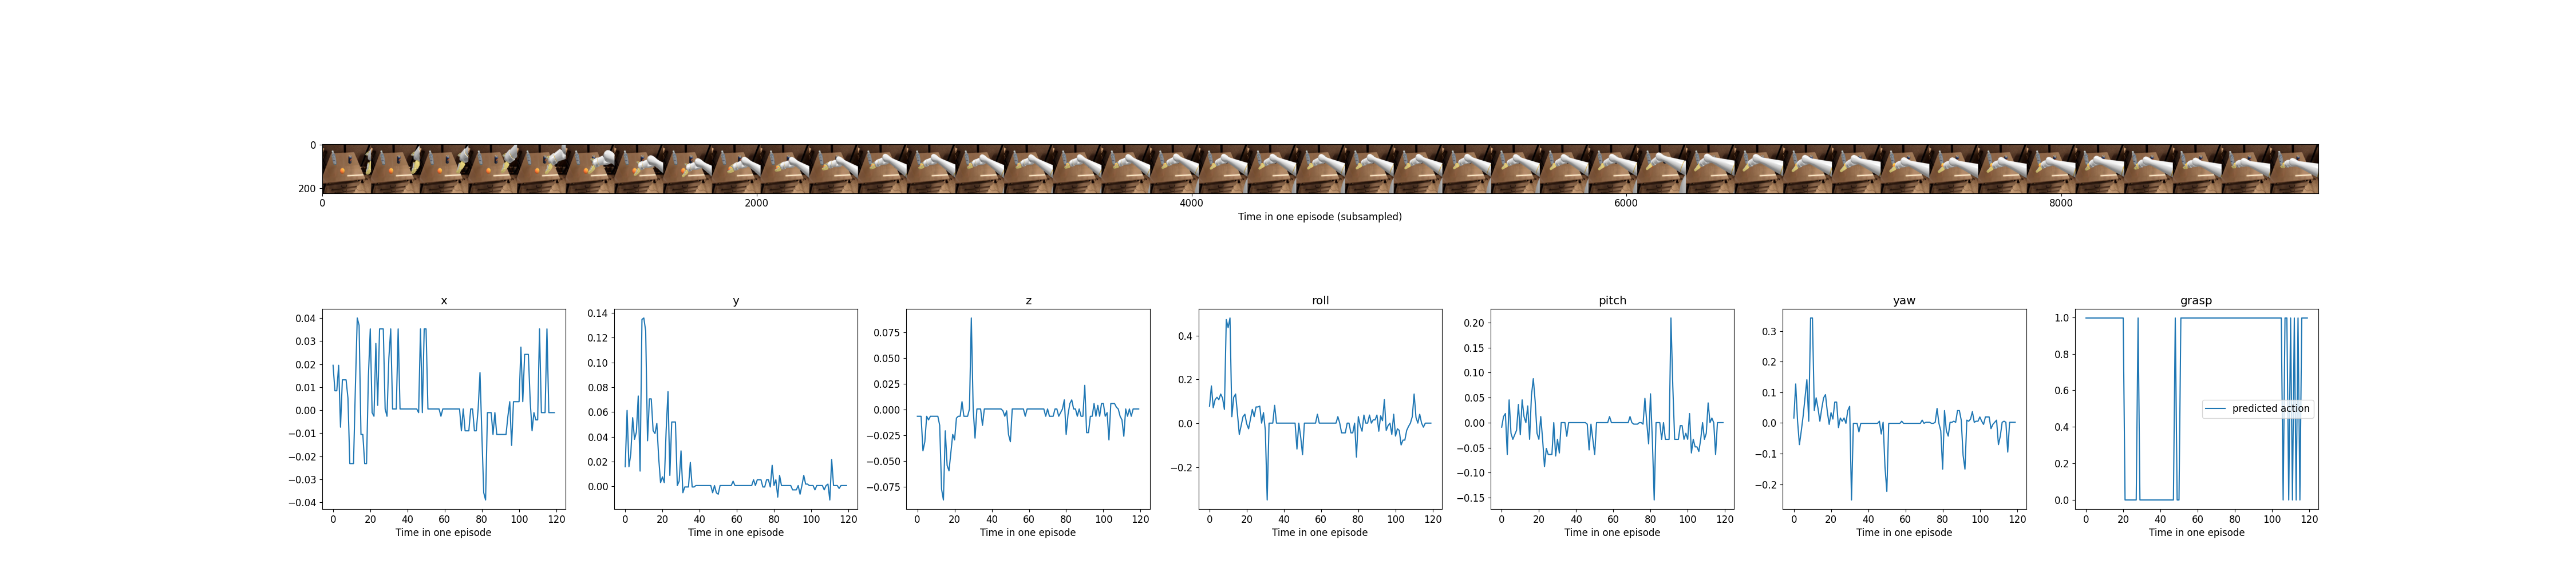 0
200
0 2000 4000 6000 8000
Time in one episode (subsampled)
x
0.04
0.03
0.02
0.01
0.00
−0.01
−0.02
−0.03
−0.04
0 20 40 60 80 100 120
Time in one episode
y
0.14
0.12
0.10
0.08
0.06
0.04
0.02
0.00
0 20 40 60 80 100 120
Time in one episode
z
0.075
0.050
0.025
0.000
−0.025
−0.050
−0.075
0 20 40 60 80 100 120
Time in one episode
roll
0.4
0.2
0.0
−0.2
0 20 40 60 80 100 120
Time in one episode
pitch
0.20
0.15
0.10
0.05
0.00
−0.05
−0.10
−0.15
0 20 40 60 80 100 120
Time in one episode
yaw
0.3
0.2
0.1
0.0
−0.1
−0.2
0 20 40 60 80 100 120
Time in one episode
grasp
1.0
0.8
0.6
0.4
0.2
0.0
predicted action
0 20 40 60 80 100 120
Time in one episode